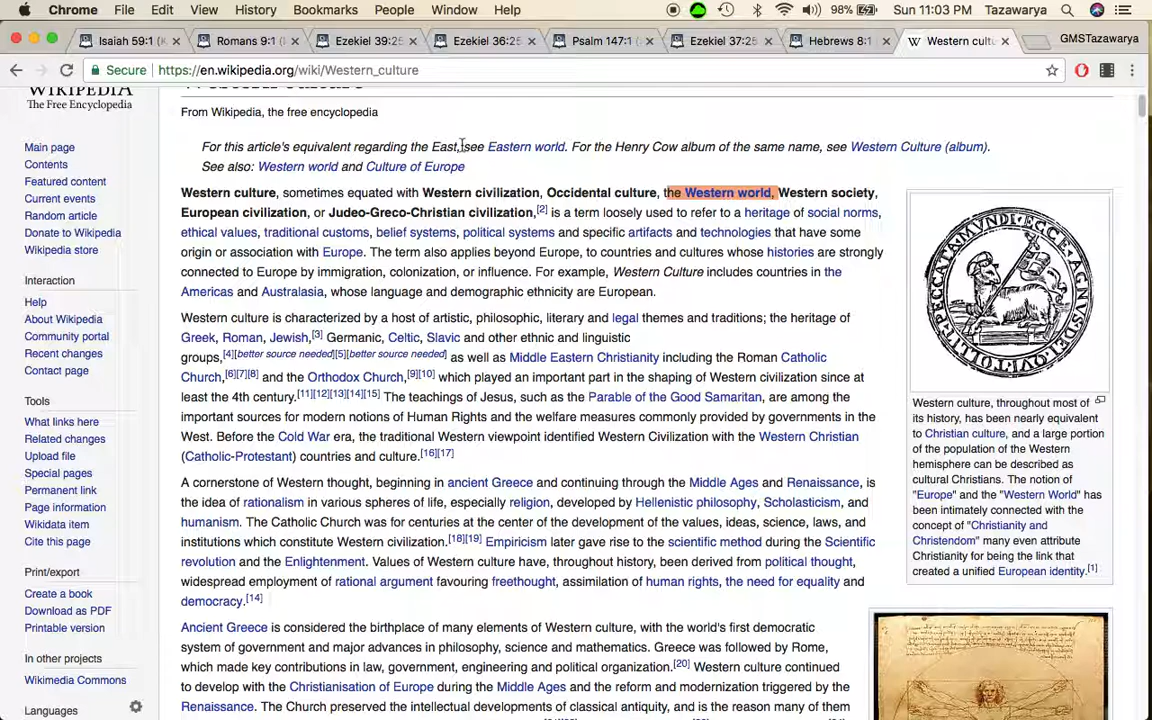 Chrome File Edit View History Bookmarks People Window Help 98% Sun 11:03 PM Tazawarya
Isaiah 59:1 Romans 9:1 Ezekiel 39:25 Ezekiel 36:25 Psalm 147:1 Ezekiel 37:25 Hebrews 8:1 W Western cult GMSTazawarya
Secure https://en.wikipedia.org/wiki/Western_culture
WIKIPEDIA
The Free Encyclopedia
Main page
Contents
Featured content
Current events
Random article
Donate to Wikipedia
Wikipedia store
Interaction
Help
About Wikipedia
Community portal
Recent changes
Contact page
Tools
What links here
Related changes
Upload file
Special pages
Permanent link
Page information
Wikidata item
Cite this page
Print/export
Create a book
Download as PDF
Printable version
In other projects
Wikimedia Commons
Languages
From Wikipedia, the free encyclopedia
For this article's equivalent regarding the East, see Eastern world. For the Henry Cow album of the same name, see Western Culture (album).
See also: Western world and Culture of Europe
Western culture, sometimes equated with Western civilization, Occidental culture, the Western world, Western society,
European civilization, or Judeo-Greco-Christian civilization,[2] is a term loosely used to refer to a heritage of social norms,
ethical values, traditional customs, belief systems, political systems and specific artifacts and technologies that have some
origin or association with Europe. The term also applies beyond Europe, to countries and cultures whose histories are strongly
connected to Europe by immigration, colonization, or influence. For example, Western Culture includes countries in the
Americas and Australasia, whose language and demographic ethnicity are European.
Western culture is characterized by a host of artistic, philosophic, literary and legal themes and traditions; the heritage of
Greek, Roman, Jewish,[3] Germanic, Celtic, Slavic and other ethnic and linguistic
groups,[4][better source needed][5][better source needed] as well as Middle Eastern Christianity including the Roman Catholic
Church,[6][7][8] and the Orthodox Church,[9][10] which played an important part in the shaping of Western civilization since at
least the 4th century.[11][12][13][14][15] The teachings of Jesus, such as the Parable of the Good Samaritan, are among the
important sources for modern notions of Human Rights and the welfare measures commonly provided by governments in the
West. Before the Cold War era, the traditional Western viewpoint identified Western Civilization with the Western Christian
(Catholic-Protestant) countries and culture.[16][17]
A cornerstone of Western thought, beginning in ancient Greece and continuing through the Middle Ages and Renaissance, is
the idea of rationalism in various spheres of life, especially religion, developed by Hellenistic philosophy, Scholasticism, and
humanism. The Catholic Church was for centuries at the center of the development of the values, ideas, science, laws, and
institutions which constitute Western civilization.[18][19] Empiricism later gave rise to the scientific method during the Scientific
revolution and the Enlightenment. Values of Western culture have, throughout history, been derived from political thought,
widespread employment of rational argument favouring freethought, assimilation of human rights, the need for equality and
democracy.[14]
Ancient Greece is considered the birthplace of many elements of Western culture, with the world's first democratic
system of government and major advances in philosophy, science and mathematics. Greece was followed by Rome,
which made key contributions in law, government, engineering and political organization.[20] Western culture continued
to develop with the Christianisation of Europe during the Middle Ages and the reform and modernization triggered by the
Renaissance. The Church preserved the intellectual developments of classical antiquity, and is the reason many of them
Western culture, throughout most of
its history, has been nearly equivalent
to Christian culture, and a large portion
of the population of the Western
hemisphere can be described as
cultural Christians. The notion of
"Europe" and the "Western World" has
been intimately connected with the
concept of "Christianity and
Christendom" many even attribute
Christianity for being the link that
created a unified European identity.[1]